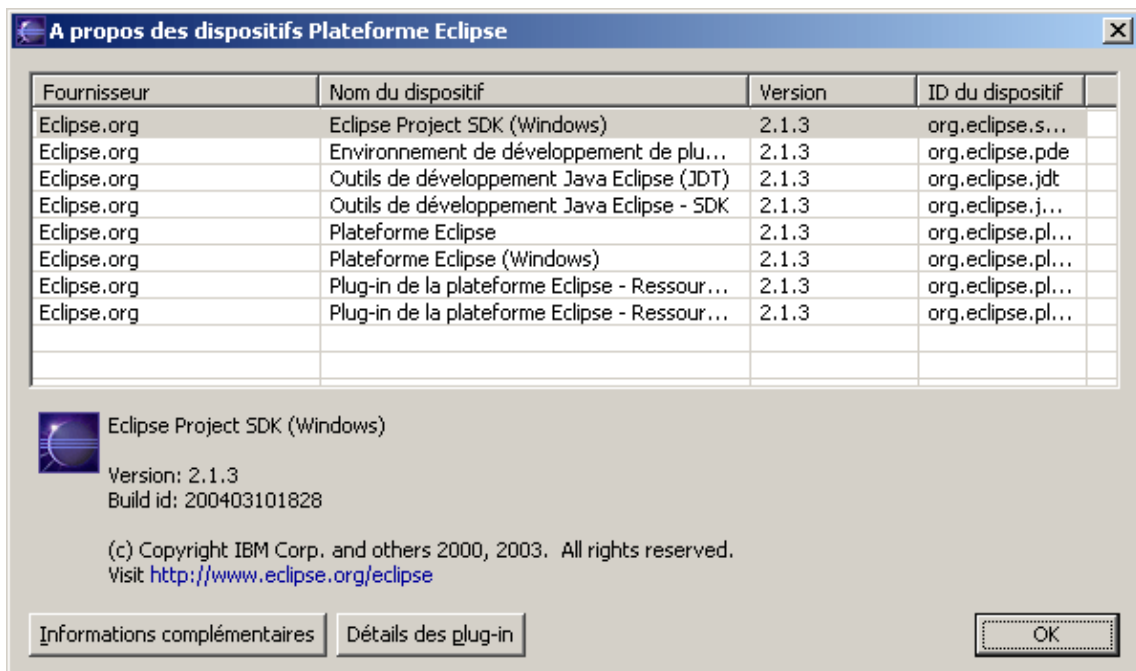 A propos des dispositifs Plateforme Eclipse
Fournisseur Nom du dispositif Version ID du dispositif
Eclipse.org Eclipse Project SDK (Windows) 2.1.3 org.eclipse.s...
Eclipse.org Environnement de développement de plu... 2.1.3 org.eclipse.pde
Eclipse.org Outils de développement Java Eclipse (JDT) 2.1.3 org.eclipse.jdt
Eclipse.org Outils de développement Java Eclipse - SDK 2.1.3 org.eclipse.j...
Eclipse.org Plateforme Eclipse 2.1.3 org.eclipse.pl...
Eclipse.org Plateforme Eclipse (Windows) 2.1.3 org.eclipse.pl...
Eclipse.org Plug-in de la plateforme Eclipse - Ressour... 2.1.3 org.eclipse.pl...
Eclipse.org Plug-in de la plateforme Eclipse - Ressour... 2.1.3 org.eclipse.pl...
Eclipse Project SDK (Windows)
Version: 2.1.3
Build id: 200403101828
(c) Copyright IBM Corp. and others 2000, 2003. All rights reserved.
Visit http://www.eclipse.org/eclipse
Informations complémentaires Détails des plug-in OK